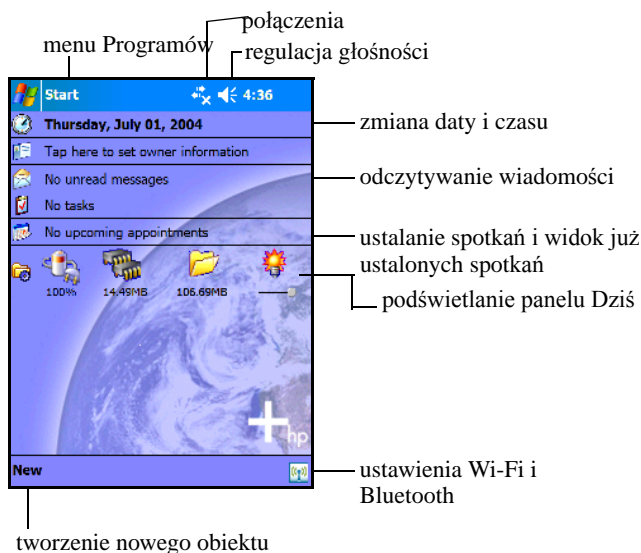 połączenia
menu Programów
regulacja głośności
Start 4:36
Thursday, July 01, 2004
zmiana daty i czasu
Tap here to set owner information
No unread messages
odczytywanie wiadomości
No tasks
No upcoming appointments
ustalanie spotkań i widok już
ustalonych spotkań
100% 14.49MB 106.69MB
podświetlanie panelu Dziś
hp
New
ustawienia Wi-Fi i
Bluetooth
tworzenie nowego obiektu